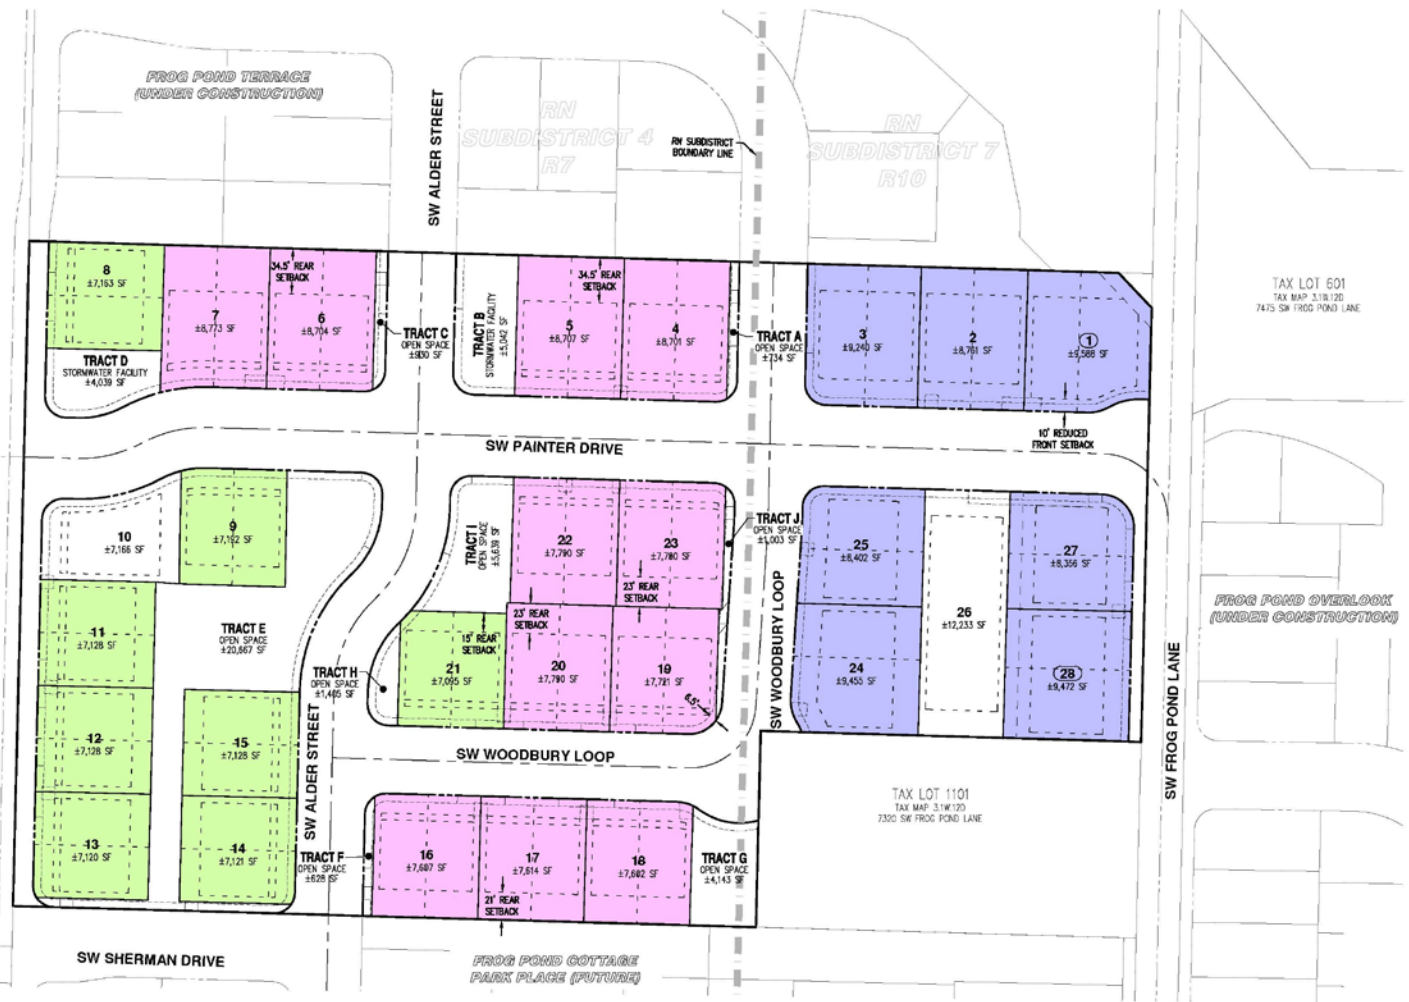 FROG POND TERRACE
(UNDER CONSTRUCTION)
SW ALDER STREET
RN
SUBDISTRICT 4
R7
RN SUBDISTRICT
BOUNDARY LINE
RN
SUBDISTRICT 7
R10
TAX LOT 601
TAX MAP 3.1W.12D
7475 SW FROG POND LANE
8
±7,163 SF
7
±8,773 SF
34.5' REAR
SETBACK
6
±8,704 SF
TRACT D
STORMWATER FACILITY
±4,039 SF
TRACT C
OPEN SPACE
±930 SF
TRACT B
STORMWATER FACILITY
±5,042 SF
34.5' REAR
SETBACK
5
±8,707 SF
4
±8,701 SF
TRACT A
OPEN SPACE
±734 SF
3
±9,240 SF
2
±8,761 SF
1
±9,588 SF
10' REDUCED
FRONT SETBACK
SW PAINTER DRIVE
10
±7,166 SF
9
±7,192 SF
TRACT I
OPEN SPACE
±5,639 SF
22
±7,790 SF
23
±7,780 SF
23' REAR
SETBACK
TRACT J
OPEN SPACE
±1,003 SF
25
±8,402 SF
26
±12,233 SF
27
±8,356 SF
FROG POND OVERLOOK
(UNDER CONSTRUCTION)
11
±7,128 SF
TRACT E
OPEN SPACE
±20,667 SF
TRACT H
OPEN SPACE
±1,405 SF
21
±7,095 SF
15' REAR
SETBACK
23' REAR
SETBACK
20
±7,790 SF
19
±7,721 SF
6.5'
SW WOODBURY LOOP
24
±9,455 SF
28
±9,472 SF
SW FROG POND LANE
12
±7,128 SF
15
±7,128 SF
SW ALDER STREET
SW WOODBURY LOOP
TAX LOT 1101
TAX MAP 3.1W.12D
7320 SW FROG POND LANE
13
±7,120 SF
14
±7,121 SF
TRACT F
OPEN SPACE
±628 SF
16
±7,607 SF
17
±7,614 SF
18
±7,602 SF
21' REAR
SETBACK
TRACT G
OPEN SPACE
±4,143 SF
SW SHERMAN DRIVE
FROG POND COTTAGE
PARK PLACE (FUTURE)